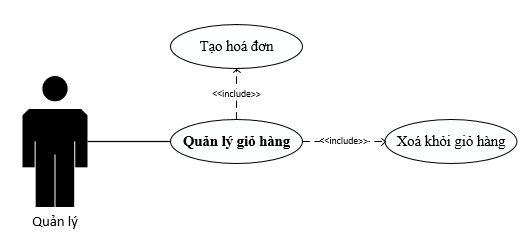 Tạo hoá đơn
<<include>>
Quản lý giỏ hàng
<<include>>
Xoá khỏi giỏ hàng
Quản lý